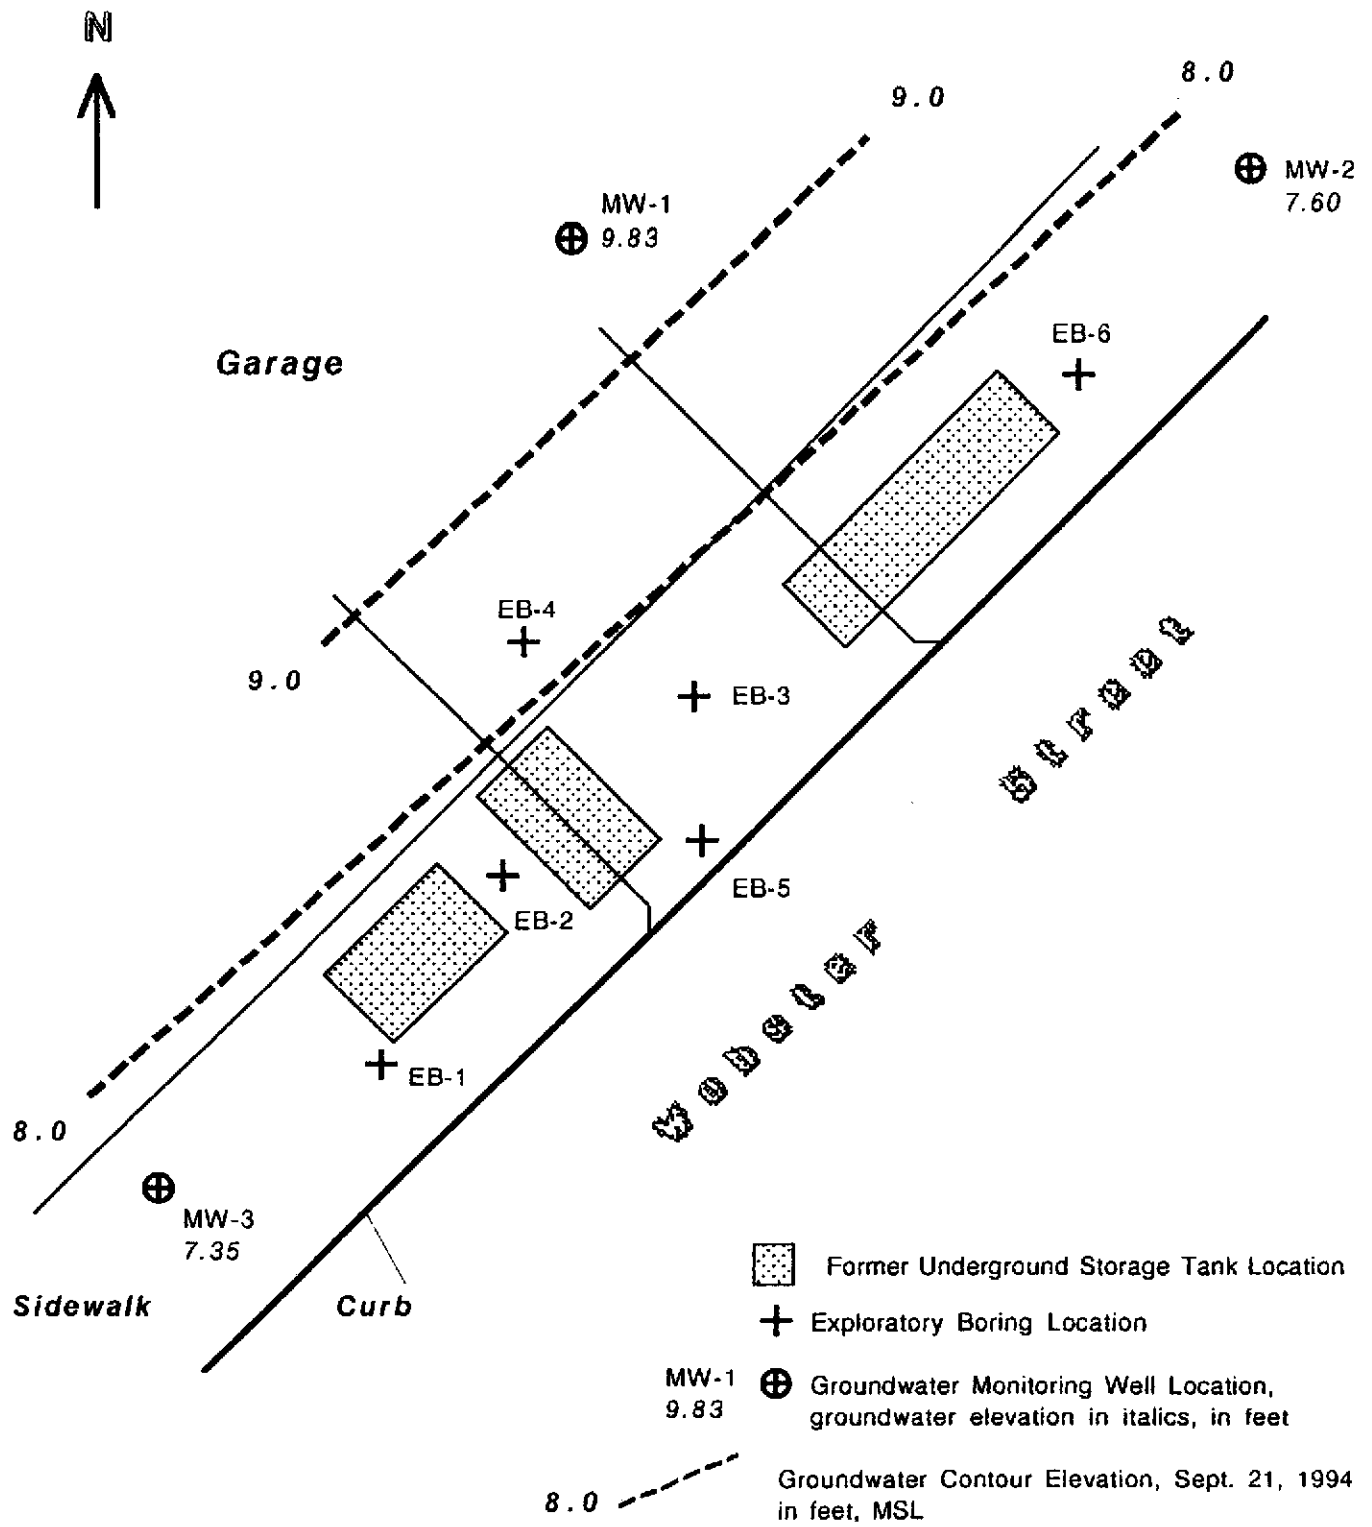 N
8.0
9.0
MW-2
7.60
MW-1
9.83
EB-6
Garage
EB-4
9.0
EB-3
EB-5
EB-2
EB-1
8.0
MW-3
7.35
Sidewalk
Curb
Webster Street
Former Underground Storage Tank Location
Exploratory Boring Location
MW-1
9.83
Groundwater Monitoring Well Location,
groundwater elevation in italics, in feet
8.0
Groundwater Contour Elevation, Sept. 21, 1994
in feet, MSL